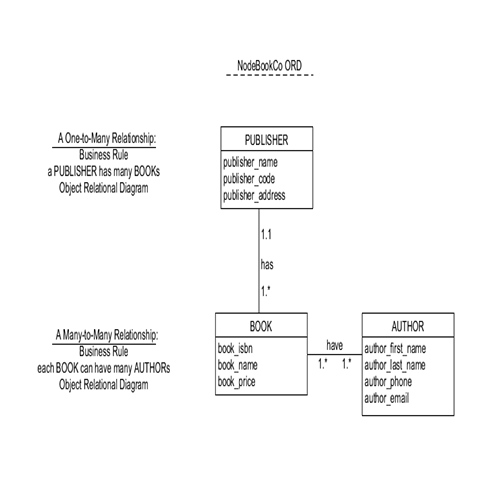 NodeBookCo ORD
A One-to-Many Relationship:
Business Rule
a PUBLISHER has many BOOKs
Object Relational Diagram
PUBLISHER
publisher_name
publisher_code
publisher_address
1.1
has
1.*
A Many-to-Many Relationship:
Business Rule
each BOOK can have many AUTHORs
Object Relational Diagram
BOOK
book_isbn
book_name
book_price
have
1.* 1.*
AUTHOR
author_first_name
author_last_name
author_phone
author_email